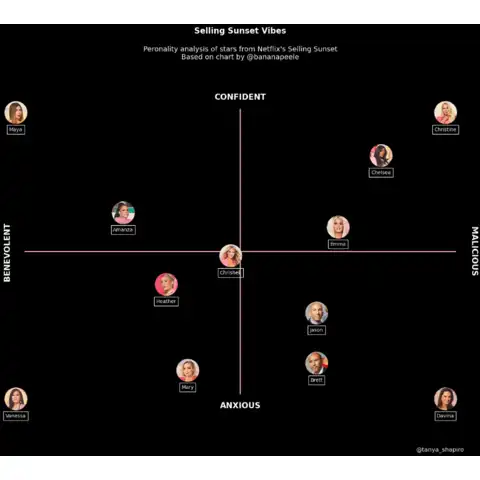 Selling Sunset Vibes
Peronality analysis of stars from Netflix's Selling Sunset
Based on chart by @bananapeele
CONFIDENT
Maya
Christine
Chelsea
Amanza
Emma
BENEVOLENT
MALICIOUS
Chrishell
Heather
Jason
Mary
Brett
Vanessa
ANXIOUS
Davina
@tanya_shapiro